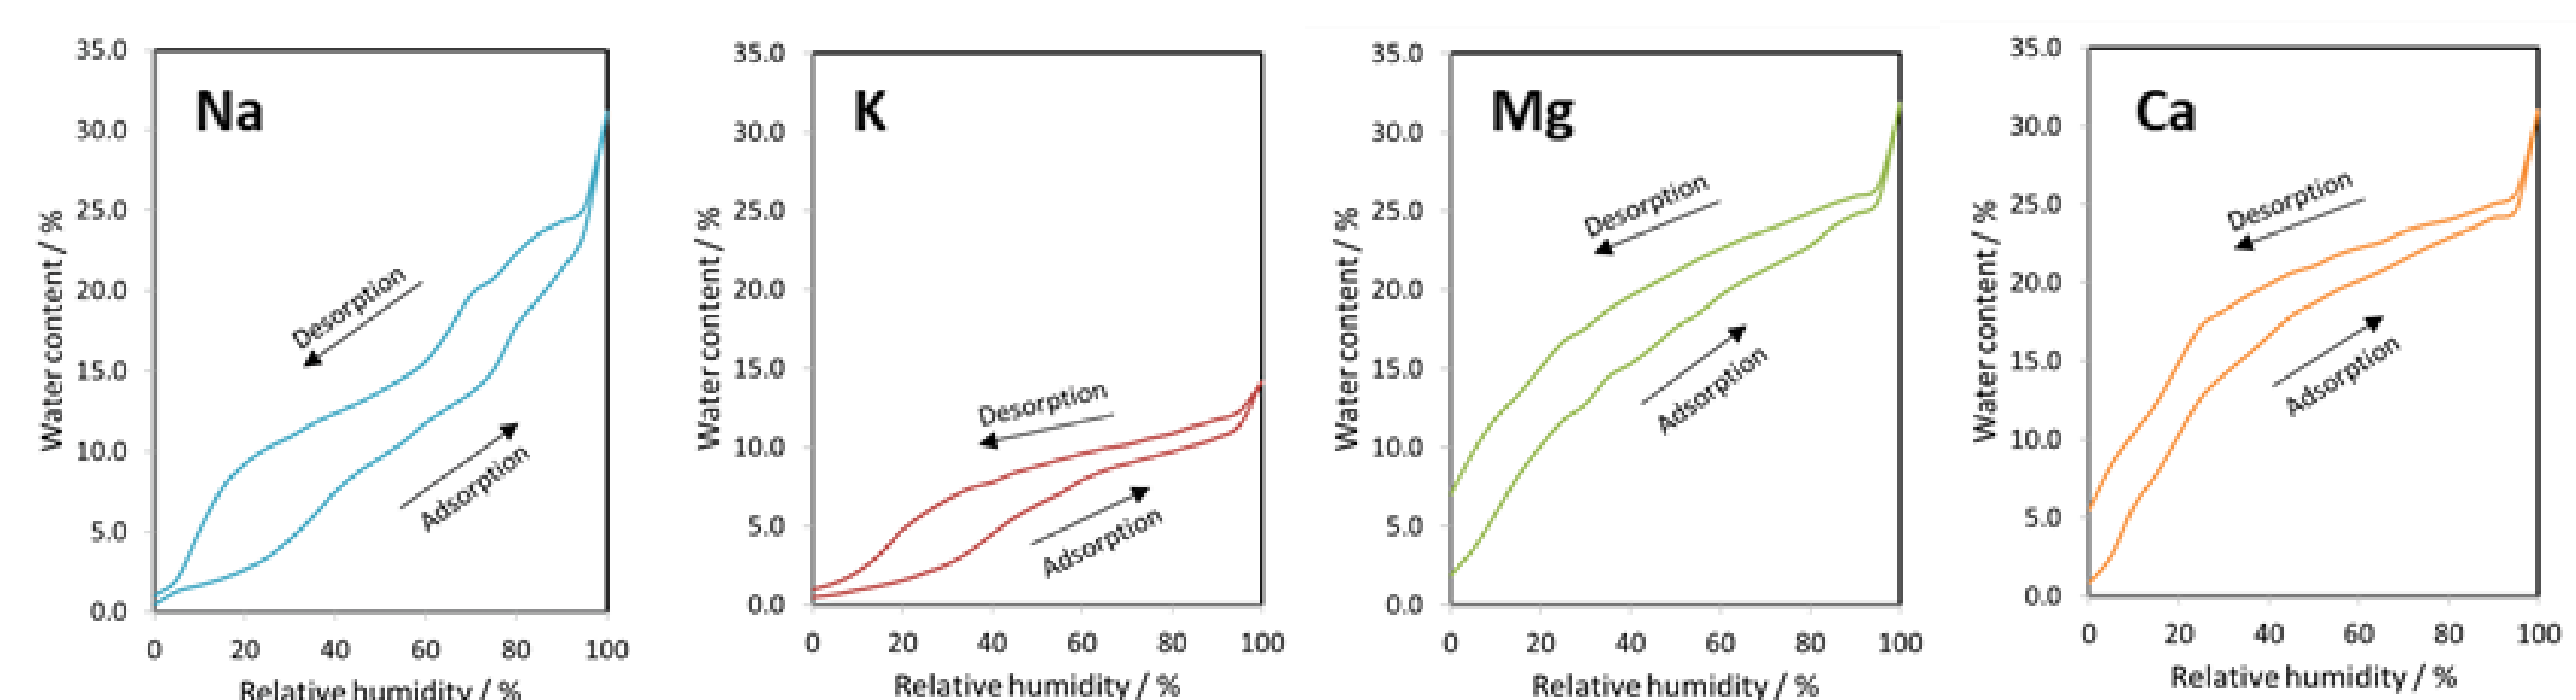 35.0
30.0
25.0
20.0
15.0
10.0
5.0
0.0
Water content / %
Na
Desorption
Adsorption
0 20 40 60 80 100
Relative humidity / %
35.0
30.0
25.0
20.0
15.0
10.0
5.0
0.0
Water content / %
K
Desorption
Adsorption
0 20 40 60 80 100
Relative humidity / %
35.0
30.0
25.0
20.0
15.0
10.0
5.0
0.0
Water content / %
Mg
Desorption
Adsorption
0 20 40 60 80 100
Relative humidity / %
35.0
30.0
25.0
20.0
15.0
10.0
5.0
0.0
Water content / %
Ca
Desorption
Adsorption
0 20 40 60 80 100
Relative humidity / %